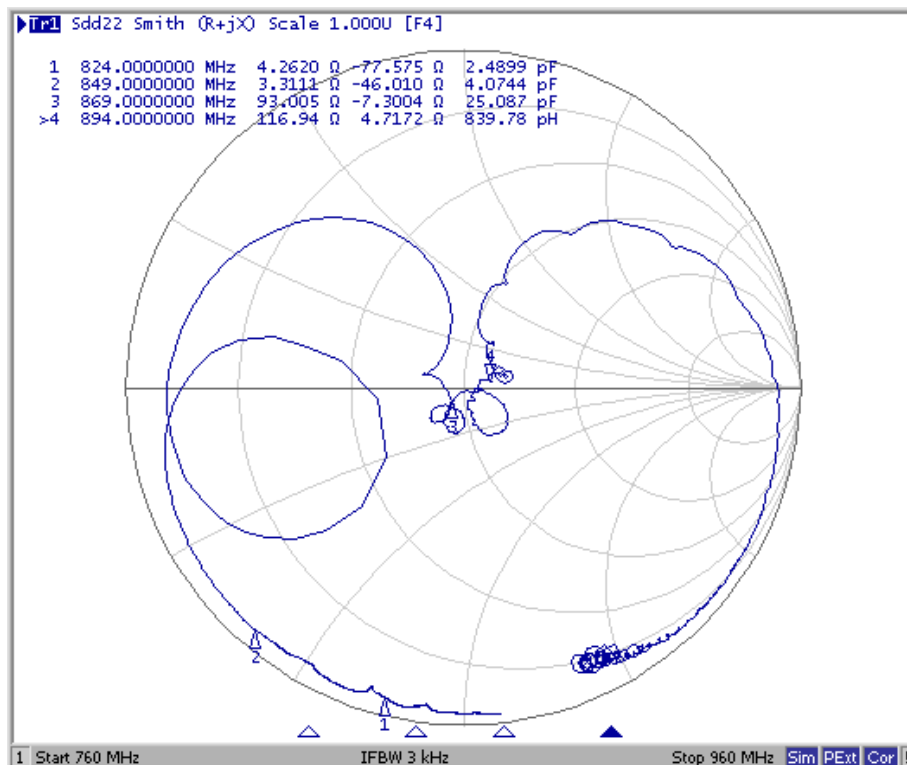 Tr1 Sdd22 Smith (R+jX) Scale 1.000U [F4]
1 824.0000000 MHz 4.2620 Ω -77.575 Ω 2.4899 pF
2 849.0000000 MHz 3.3111 Ω -46.010 Ω 4.0744 pF
3 869.0000000 MHz 93.005 Ω -7.3004 Ω 25.087 pF
>4 894.0000000 MHz 116.94 Ω 4.7172 Ω 839.78 pH
4
3
2
1
1 Start 760 MHz IFBW 3 kHz Stop 960 MHz Sim PExt Cor